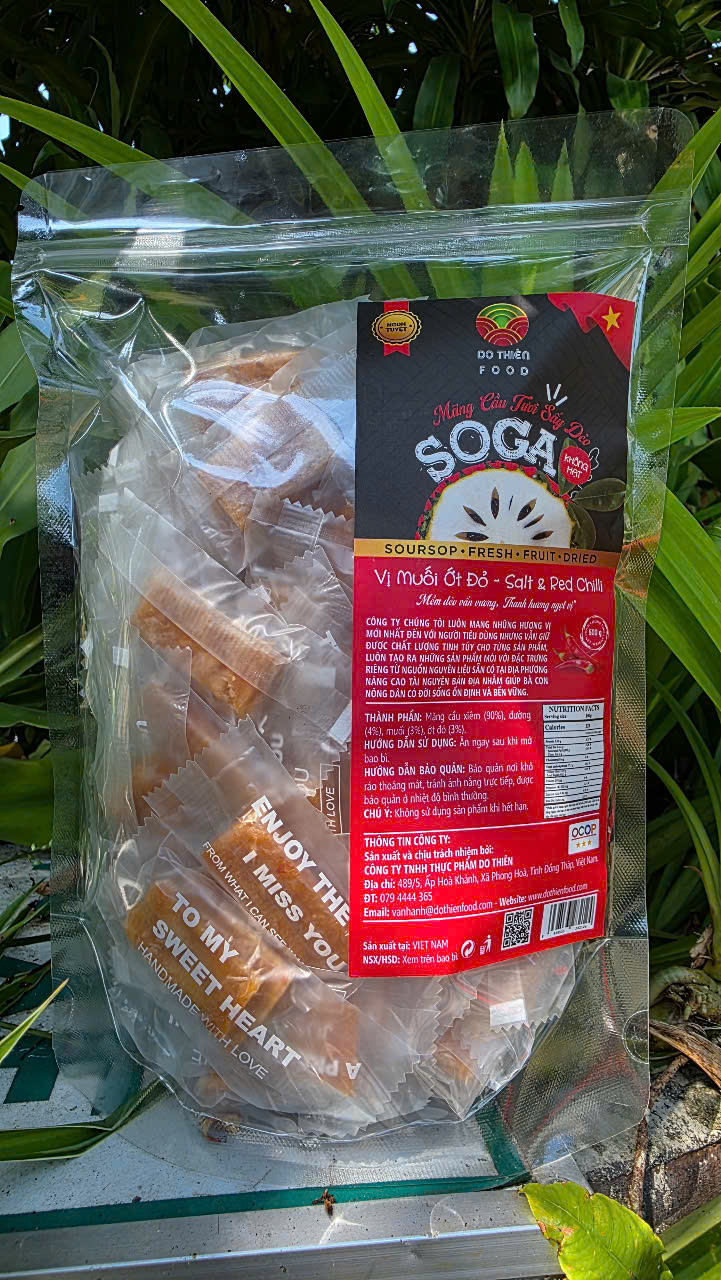 NGON TUYỆT
DO THIÊN
FOOD
Mãng Cầu Tươi Sấy Dẻo
SOGA
KHÔNG HẠT
SOURSOP • FRESH • FRUIT • DRIED
Vị Muối Ớt Đỏ - Salt & Red Chilli
Mềm dẻo vấn vương, Thanh hương ngọt vị
CÔNG TY CHÚNG TÔI LUÔN MANG NHỮNG HƯƠNG VỊ
MỚI NHẤT ĐẾN VỚI NGƯỜI TIÊU DÙNG NHƯNG VẪN GIỮ
ĐƯỢC CHẤT LƯỢNG TINH TÚY CHO TỪNG SẢN PHẨM,
LUÔN TẠO RA NHỮNG SẢN PHẨM MỚI VỚI ĐẶC TRƯNG
RIÊNG TỪ NGUỒN NGUYÊN LIỆU SẴN CÓ TẠI ĐỊA PHƯƠNG
NÂNG CAO TÀI NGUYÊN BẢN ĐỊA NHẰM GIÚP BÀ CON
NÔNG DÂN CÓ ĐỜI SỐNG ỔN ĐỊNH VÀ BỀN VỮNG.
500 g
THÀNH PHẦN: Mãng cầu xiêm (90%), đường
(4%), muối (3%), ớt đỏ (3%).
HƯỚNG DẪN SỬ DỤNG: Ăn ngay sau khi mở
bao bì.
HƯỚNG DẪN BẢO QUẢN: Bảo quản nơi khô
ráo thoáng mát, tránh ánh nắng trực tiếp, được
bảo quản ở nhiệt độ bình thường.
CHÚ Ý: Không sử dụng sản phẩm khi hết hạn.
NUTRITION FACTS
Serving size
Calories
OCOP
THÔNG TIN CÔNG TY:
Sản xuất và chịu trách nhiệm bởi:
CÔNG TY TNHH THỰC PHẨM DO THIÊN
Địa chỉ: 489/5, Ấp Hoà Khánh, Xã Phong Hoà, Tỉnh Đồng Tháp, Việt Nam.
ĐT: 079 4444 365
Email: vanhanh@dothienfood.com - Website: www.dothienfood.com
Sản xuất tại: VIỆT NAM
NSX/HSD: Xem trên bao bì
ENJOY THE
I MISS YOU
FROM WHAT I CAN SEE
TO MY
SWEET HEART
HANDMADE WITH LOVE
TH LOVE